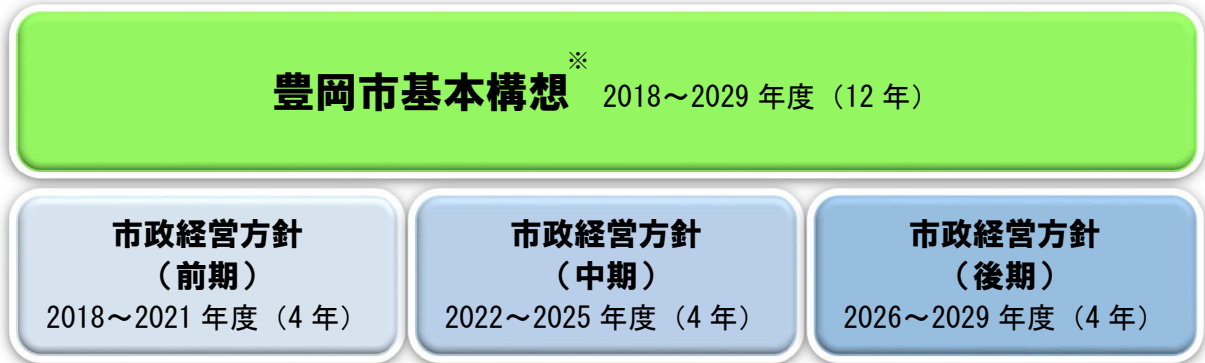 豊岡市基本構想※ 2018～2029 年度（12 年）
市政経営方針
（前期）
2018～2021 年度（4 年）
市政経営方針
（中期）
2022～2025 年度（4 年）
市政経営方針
（後期）
2026～2029 年度（4 年）